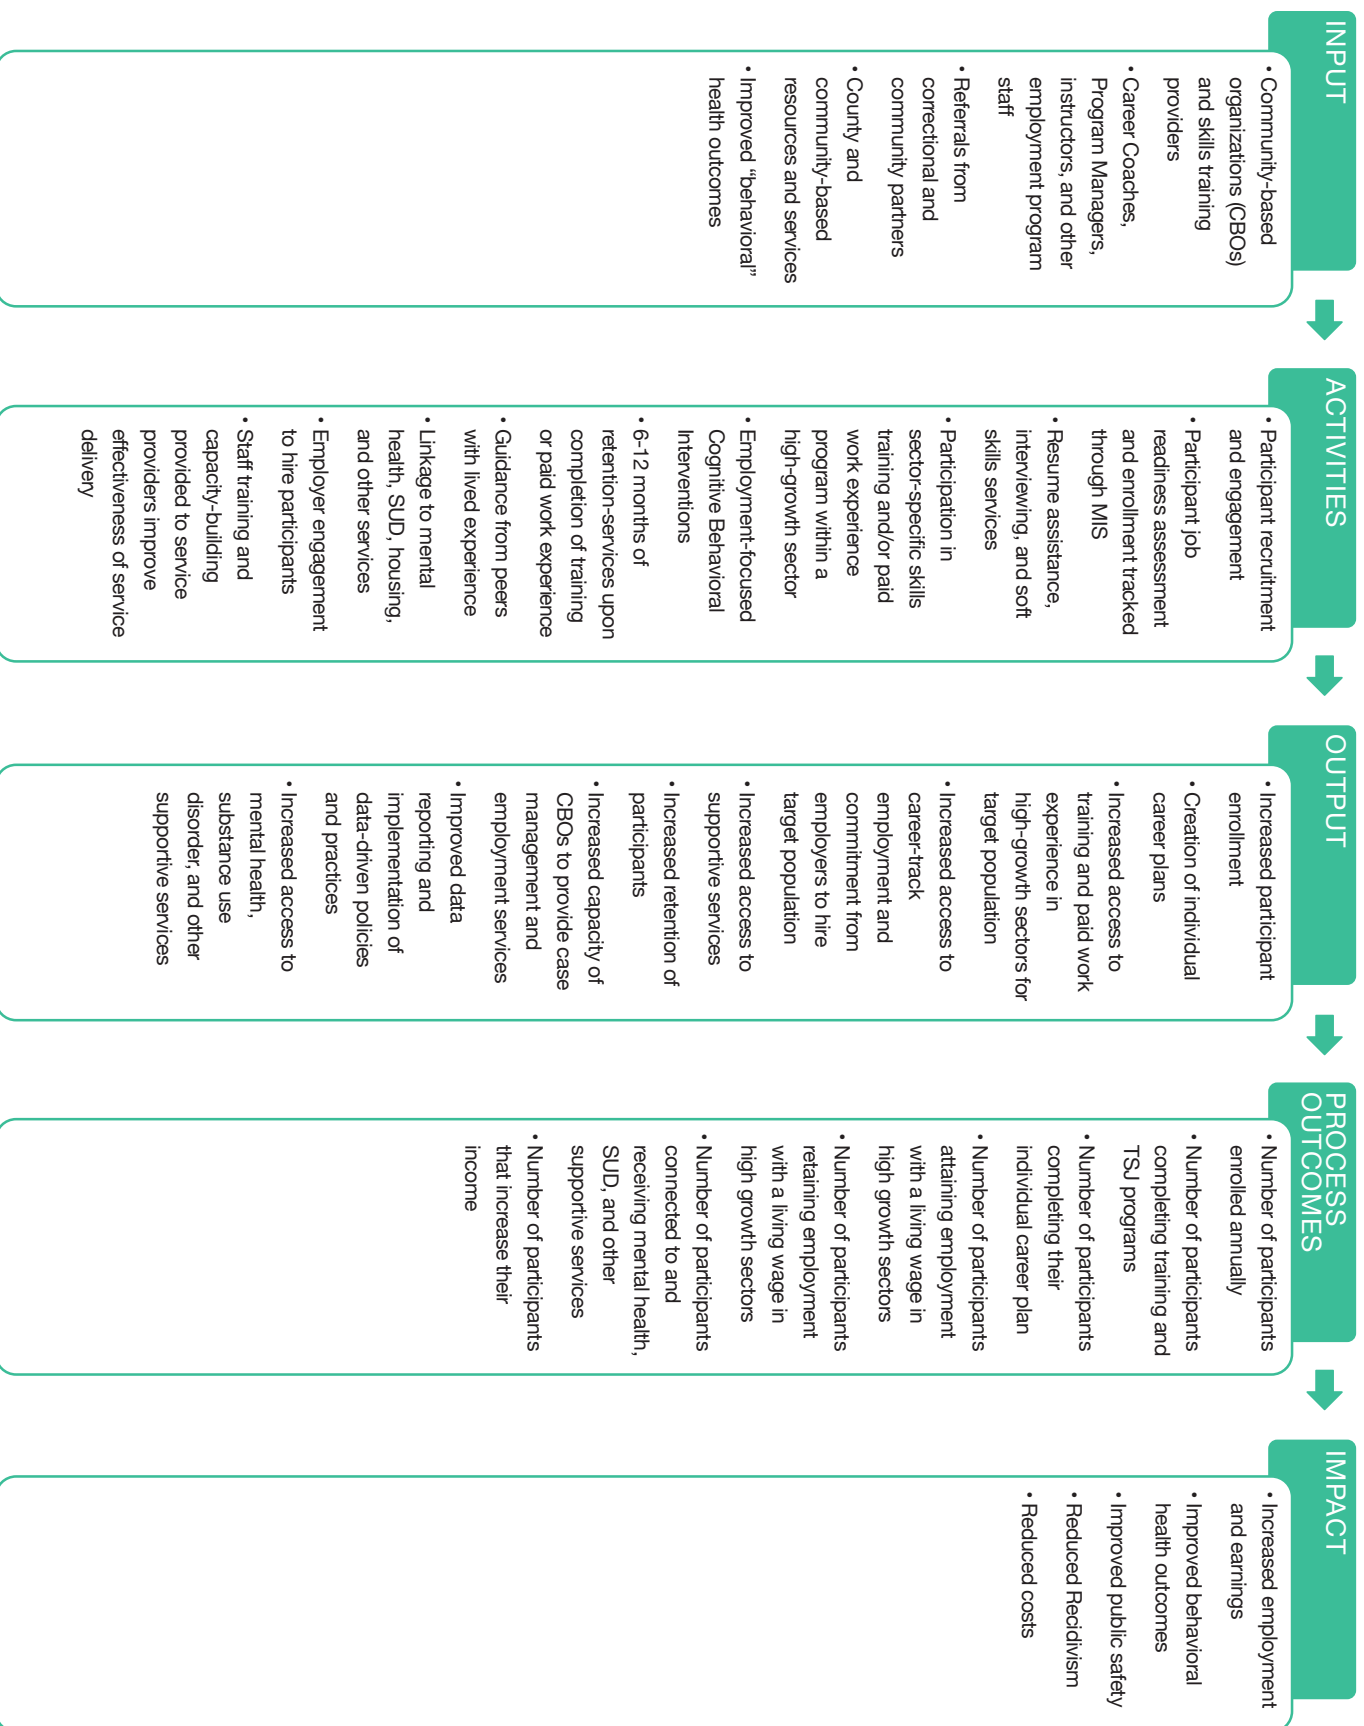 INPUT
• Community-based
organizations (CBOs)
and skills training
providers
• Career Coaches,
Program Managers,
instructors, and other
employment program
staff
• Referrals from
correctional and
community partners
• County and
community-based
resources and services
• Improved “behavioral”
health outcomes
ACTIVITIES
• Participant recruitment
and engagement
• Participant job
readiness assessment
and enrollment tracked
through MIS
• Resume assistance,
interviewing, and soft
skills services
• Participation in
sector-specific skills
training and/or paid
work experience
program within a
high-growth sector
• Employment-focused
Cognitive Behavioral
Interventions
• 6-12 months of
retention-services upon
completion of training
or paid work experience
• Guidance from peers
with lived experience
• Linkage to mental
health, SUD, housing,
and other services
• Employer engagement
to hire participants
• Staff training and
capacity-building
provided to service
providers improve
effectiveness of service
delivery
OUTPUT
• Increased participant
enrollment
• Creation of individual
career plans
• Increased access to
training and paid work
experience in
high-growth sectors for
target population
• Increased access to
career-track
employment and
commitment from
employers to hire
target population
• Increased access to
supportive services
• Increased retention of
participants
• Increased capacity of
CBOs to provide case
management and
employment services
• Improved data
reporting and
implementation of
data-driven policies
and practices
• Increased access to
mental health,
substance use
disorder, and other
supportive services
PROCESS
OUTCOMES
• Number of participants
enrolled annually
• Number of participants
completing training and
TSJ programs
• Number of participants
completing their
individual career plan
• Number of participants
attaining employment
with a living wage in
high growth sectors
• Number of participants
retaining employment
with a living wage in
high growth sectors
• Number of participants
connected to and
receiving mental health,
SUD, and other
supportive services
• Number of participants
that increase their
income
IMPACT
• Increased employment
and earnings
• Improved behavioral
health outcomes
• Improved public safety
• Reduced Recidivism
• Reduced costs